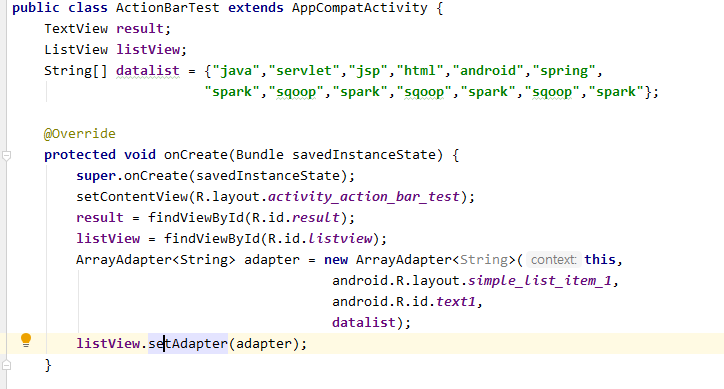 public class ActionBarTest extends AppCompatActivity {
TextView result;
ListView listView;
String[] datalist = {"java","servlet","jsp","html","android","spring",
"spark","sqoop","spark","sqoop","spark","sqoop","spark"};
@Override
protected void onCreate(Bundle savedInstanceState) {
super.onCreate(savedInstanceState);
setContentView(R.layout.activity_action_bar_test);
result = findViewById(R.id.result);
listView = findViewById(R.id.listview);
ArrayAdapter<String> adapter = new ArrayAdapter<String>( context: this,
android.R.layout.simple_list_item_1,
android.R.id.text1,
datalist);
listView.setAdapter(adapter);
}